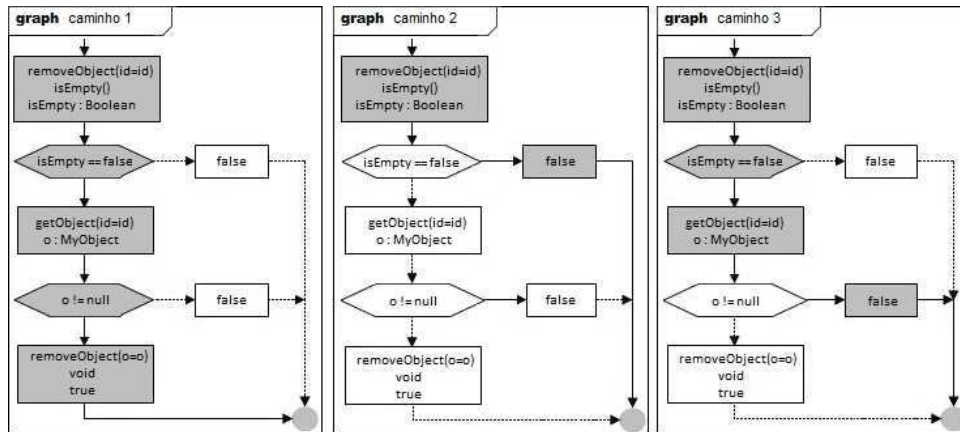 graph caminho 1
removeObject(id=id)
isEmpty()
isEmpty : Boolean
isEmpty ==false
false
getObject(id=id)
o : MyObject
o != null
false
removeObject(o=o)
void
true
graph caminho 2
removeObject(id=id)
isEmpty()
isEmpty : Boolean
isEmpty ==false
false
getObject(id=id)
o : MyObject
o != null
false
removeObject(o=o)
void
true
graph caminho 3
removeObject(id=id)
isEmpty()
isEmpty : Boolean
isEmpty ==false
false
getObject(id=id)
o : MyObject
o != null
false
removeObject(o=o)
void
true